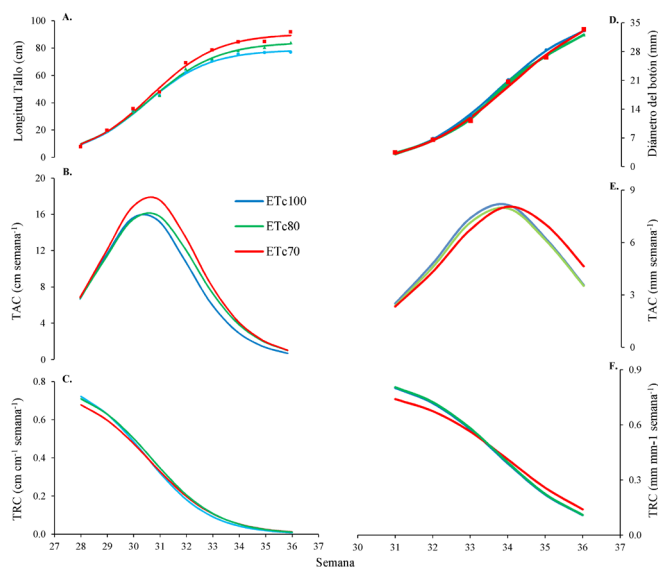 A.
Longitud Tallo (cm)
100
80
60
40
20
0
D.
Diámetro del botón (mm)
35
28
21
14
7
0
B.
TAC (cm semana-1)
20
16
12
8
4
0
ETc100
ETc80
ETc70
E.
TAC (mm semana-1)
9
6
3
0
C.
TRC (cm cm-1 semana-1)
0.8
0.6
0.4
0.2
0.0
27 28 29 30 31 32 33 34 35 36 37
F.
TRC (mm mm-1 semana-1)
0.9
0.6
0.3
0.0
30 31 32 33 34 35 36 37
Semana